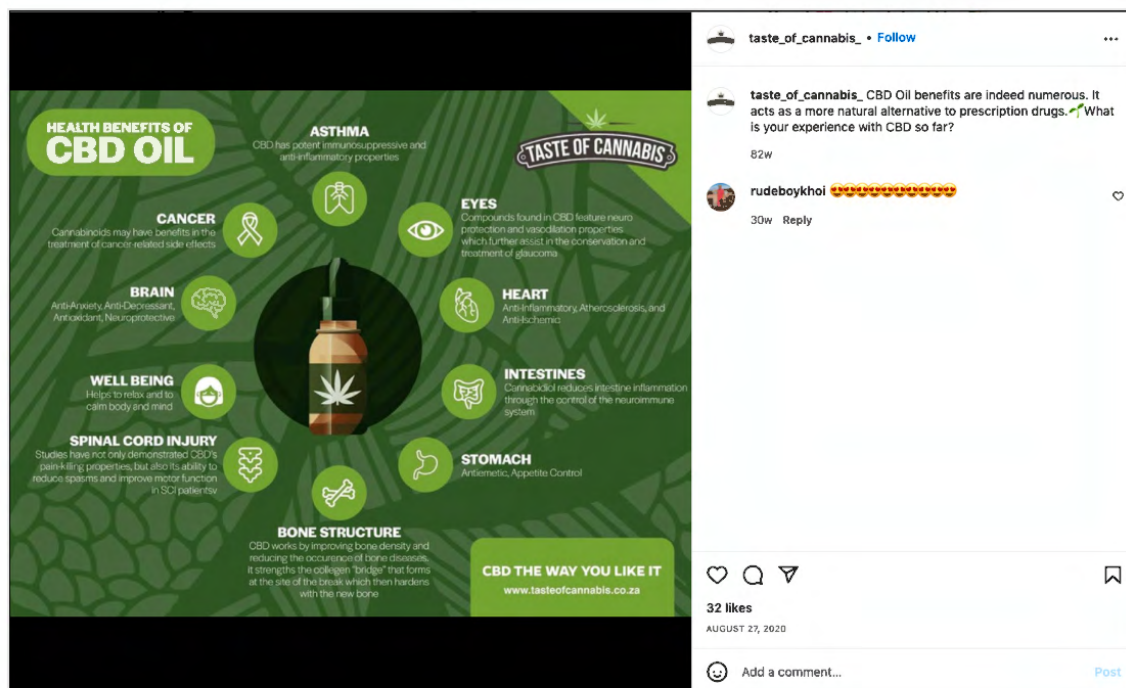 HEALTH BENEFITS OF
CBD OIL
ASTHMA
CBD has potent immunosuppressive and
anti-inflammatory properties
TASTE OF CANNABIS
CANCER
Cannabinoids may have benefits in the
treatment of cancer-related side effects
EYES
Compounds found in CBD feature neuro
protection and vasodilation properties
which further assist in the conservation and
treatment of glaucoma
BRAIN
Anti-Anxiety, Anti-Depressant,
Antioxidant, Neuroprotective
HEART
Anti-Inflammatory, Atherosclerosis, and
Anti-Ischemic
WELL BEING
Helps to relax and to
calm body and mind
INTESTINES
Cannabidiol reduces intestine inflammation
through the control of the neuroimmune
system
SPINAL CORD INJURY
Studies have not only demonstrated CBD's
pain-killing properties, but also its ability to
reduce spasms and improve motor function
in SCI patientsv
STOMACH
Antiemetic, Appetite Control
BONE STRUCTURE
CBD works by improving bone density and
reducing the occurence of bone diseases.
it strengths the collagen "bridge" that forms
at the site of the break which then hardens
with the new bone
CBD THE WAY YOU LIKE IT
www.tasteofcannabis.co.za
taste_of_cannabis_ • Follow
taste_of_cannabis_ CBD Oil benefits are indeed numerous. It
acts as a more natural alternative to prescription drugs.🌱What
is your experience with CBD so far?
82w
rudeboykhoi 😍😍😍😍😍😍😍😍😍😍😍😍
30w Reply
32 likes
AUGUST 27, 2020
Add a comment...
Post